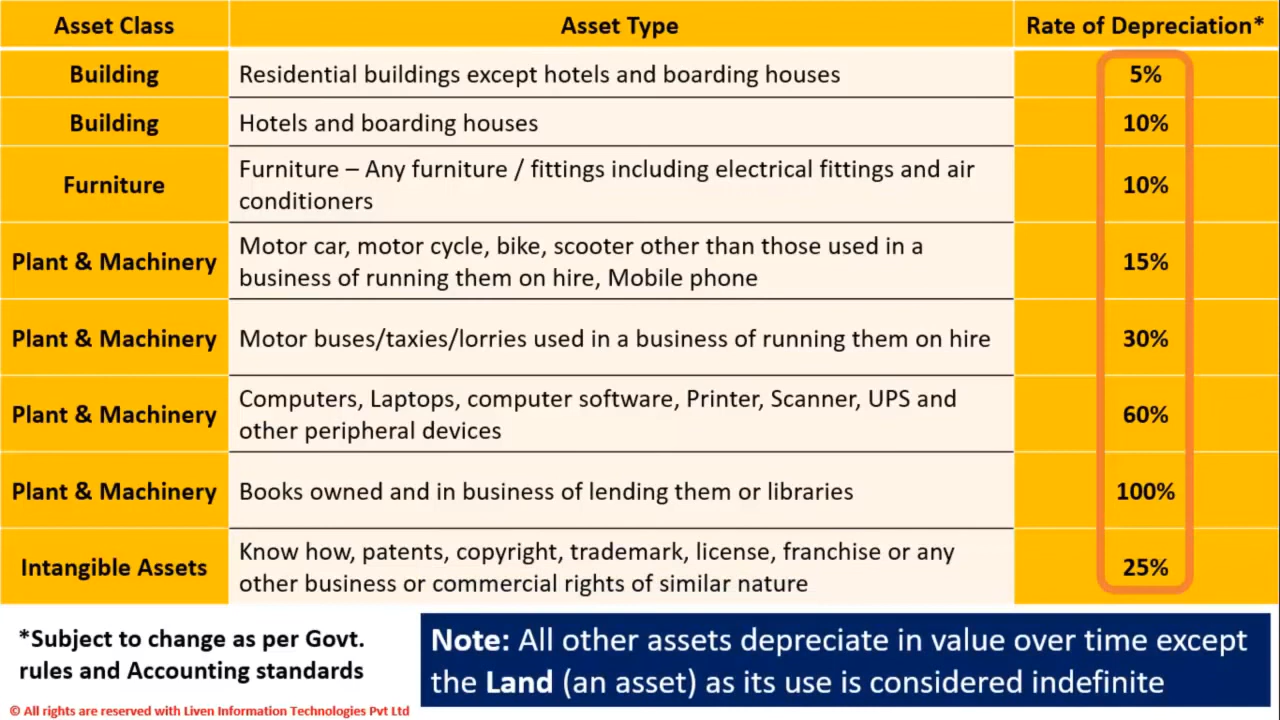 Asset Class Asset Type Rate of Depreciation*
Building Residential buildings except hotels and boarding houses 5%
Building Hotels and boarding houses 10%
Furniture Furniture – Any furniture / fittings including electrical fittings and air
conditioners 10%
Plant & Machinery Motor car, motor cycle, bike, scooter other than those used in a
business of running them on hire, Mobile phone 15%
Plant & Machinery Motor buses/taxies/lorries used in a business of running them on hire 30%
Plant & Machinery Computers, Laptops, computer software, Printer, Scanner, UPS and
other peripheral devices 60%
Plant & Machinery Books owned and in business of lending them or libraries 100%
Intangible Assets Know how, patents, copyright, trademark, license, franchise or any
other business or commercial rights of similar nature 25%
*Subject to change as per Govt.
rules and Accounting standards
Note: All other assets depreciate in value over time except
the Land (an asset) as its use is considered indefinite
© All rights are reserved with Liven Information Technologies Pvt Ltd